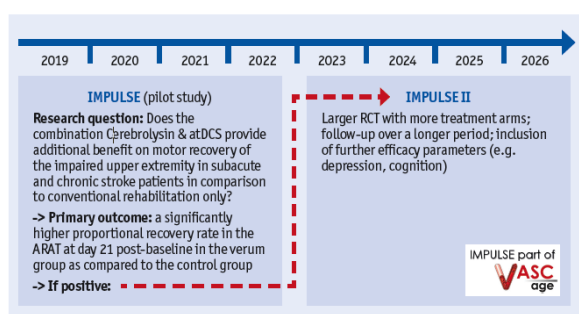 2019 2020 2021 2022 2023 2024 2025 2026
IMPULSE (pilot study)
Research question: Does the
combination Cerebrolysin & atDCS provide
additional benefit on motor recovery of
the impaired upper extremity in subacute
and chronic stroke patients in comparison
to conventional rehabilitation only?
-> Primary outcome: a significantly
higher proportional recovery rate in the
ARAT at day 21 post-baseline in the verum
group as compared to the control group
-> If positive:
IMPULSE II
Larger RCT with more treatment arms;
follow-up over a longer period; inclusion
of further efficacy parameters (e.g.
depression, cognition)
IMPULSE part of
VASC
age